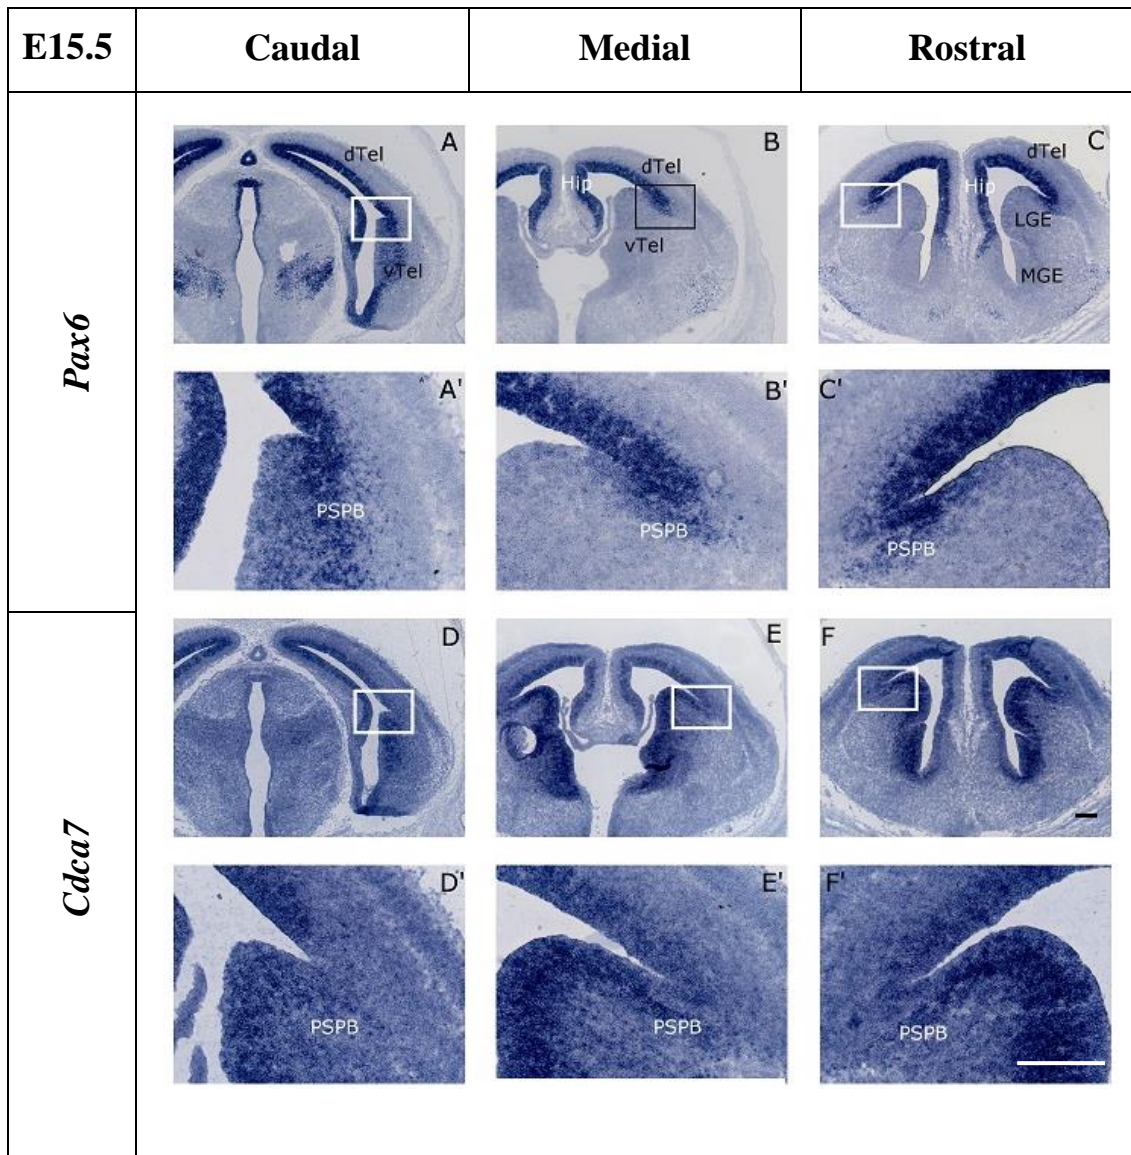 E15.5 Caudal Medial Rostral
Pax6
A
dTel
vTel
B
dTel
Hip
vTel
C
dTel
Hip
LGE
MGE
A'
PSPB
B'
PSPB
C'
PSPB
Cdca7
D
E
F
D'
PSPB
E'
PSPB
F'
PSPB